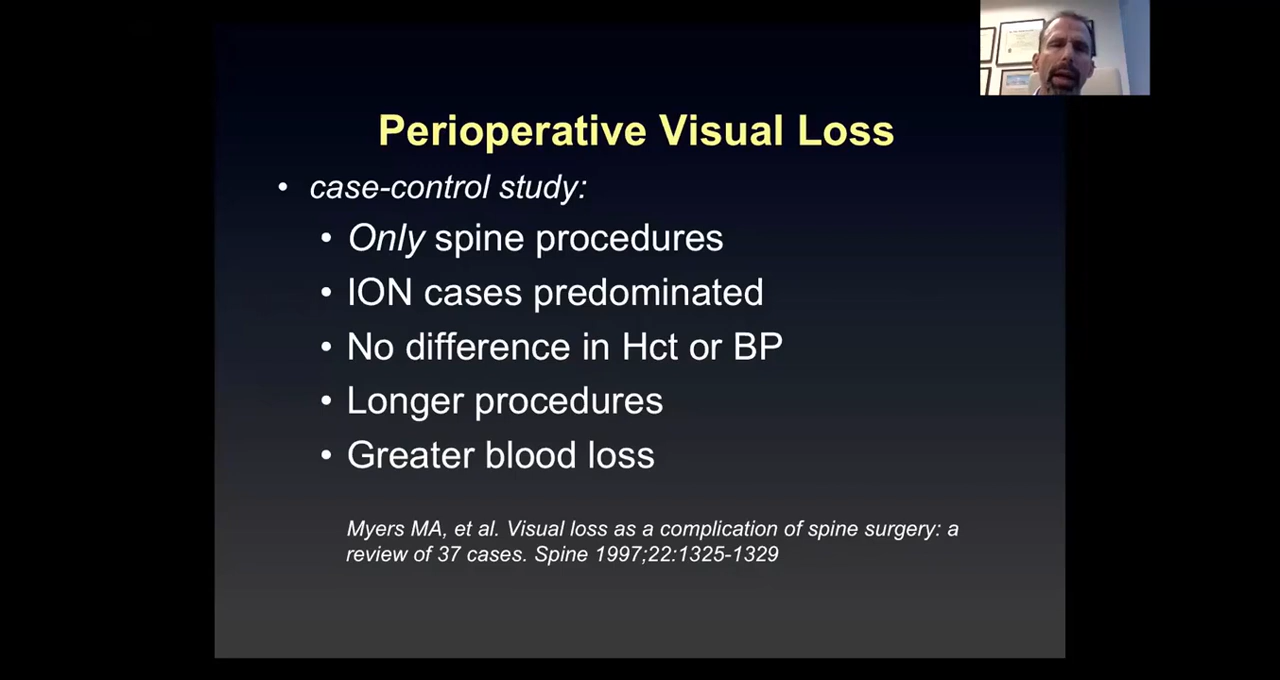 Perioperative Visual Loss
• case-control study:
• Only spine procedures
• ION cases predominated
• No difference in Hct or BP
• Longer procedures
• Greater blood loss
Myers MA, et al. Visual loss as a complication of spine surgery: a
review of 37 cases. Spine 1997;22:1325-1329